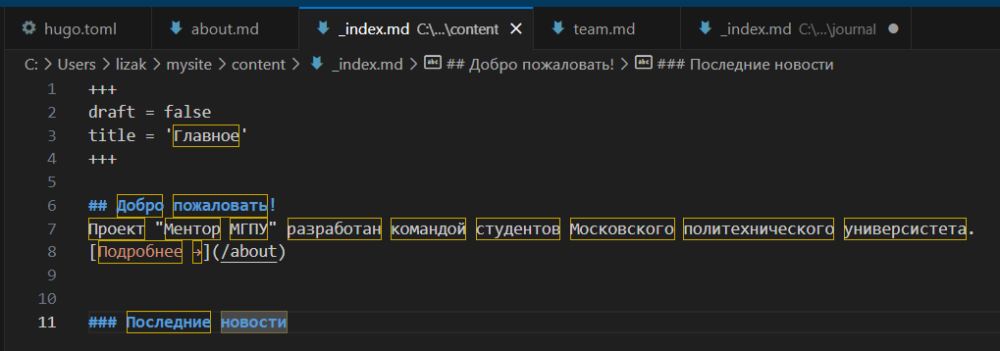 hugo.toml about.md _index.md C:\...\content team.md _index.md C:\...\journal
C: > Users > lizak > mysite > content > _index.md > ## Добро пожаловать! > ### Последние новости
1 +++
2 draft = false
3 title = 'Главное'
4 +++
5
6 ## Добро пожаловать!
7 Проект "Ментор МГПУ" разработан командой студентов Московского политехнического университета.
8 [Подробнее →](/about)
9
10
11 ### Последние новости